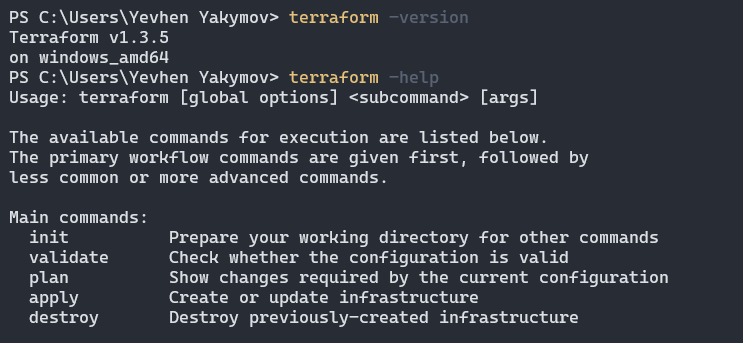 PS C:\Users\Yevhen Yakymov> terraform -version
Terraform v1.3.5
on windows_amd64
PS C:\Users\Yevhen Yakymov> terraform -help
Usage: terraform [global options] <subcommand> [args]

The available commands for execution are listed below.
The primary workflow commands are given first, followed by
less common or more advanced commands.

Main commands:
  init          Prepare your working directory for other commands
  validate      Check whether the configuration is valid
  plan          Show changes required by the current configuration
  apply         Create or update infrastructure
  destroy       Destroy previously-created infrastructure